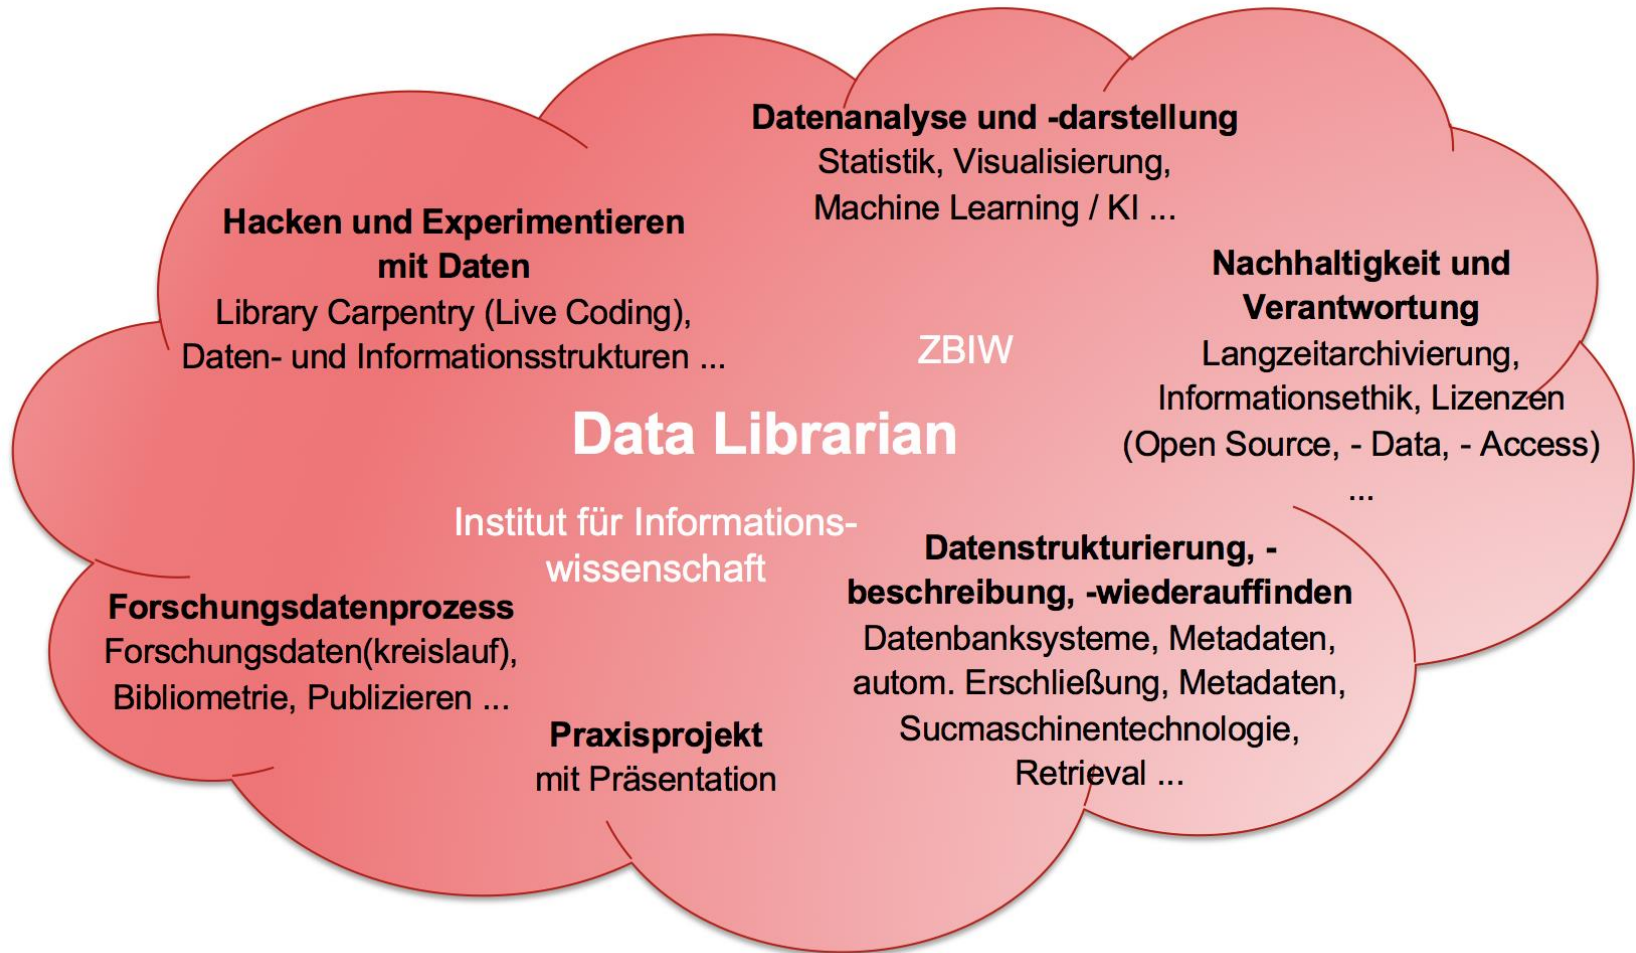 Datenanalyse und -darstellung
Statistik, Visualisierung,
Machine Learning / KI ...
Hacken und Experimentieren
mit Daten
Library Carpentry (Live Coding),
Daten- und Informationsstrukturen ...
Nachhaltigkeit und
Verantwortung
Langzeitarchivierung,
Informationsethik, Lizenzen
(Open Source, - Data, - Access)
...
ZBIW
Data Librarian
Institut für Informations-
wissenschaft
Forschungsdatenprozess
Forschungsdaten(kreislauf),
Bibliometrie, Publizieren ...
Datenstrukturierung, -
beschreibung, -wiederauffinden
Datenbanksysteme, Metadaten,
autom. Erschließung, Metadaten,
Sucmaschinentechnologie,
Retrieval ...
Praxisprojekt
mit Präsentation